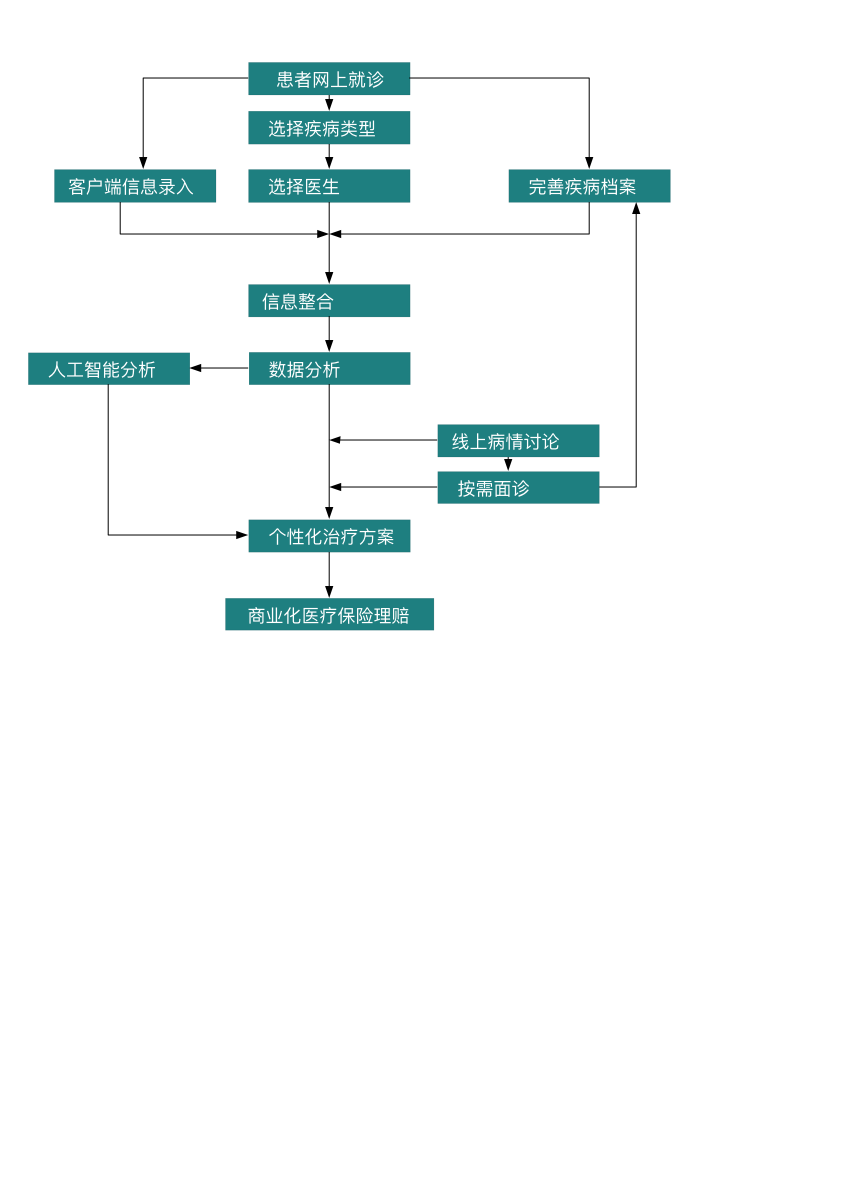 患者网上就诊
选择疾病类型
客户端信息录入
选择医生
完善疾病档案
信息整合
人工智能分析
数据分析
线上病情讨论
按需面诊
个性化治疗方案
商业化医疗保险理赔